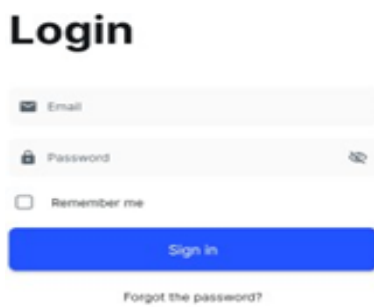 Login
Email
Password
Remember me
Sign in
Forgot the password?